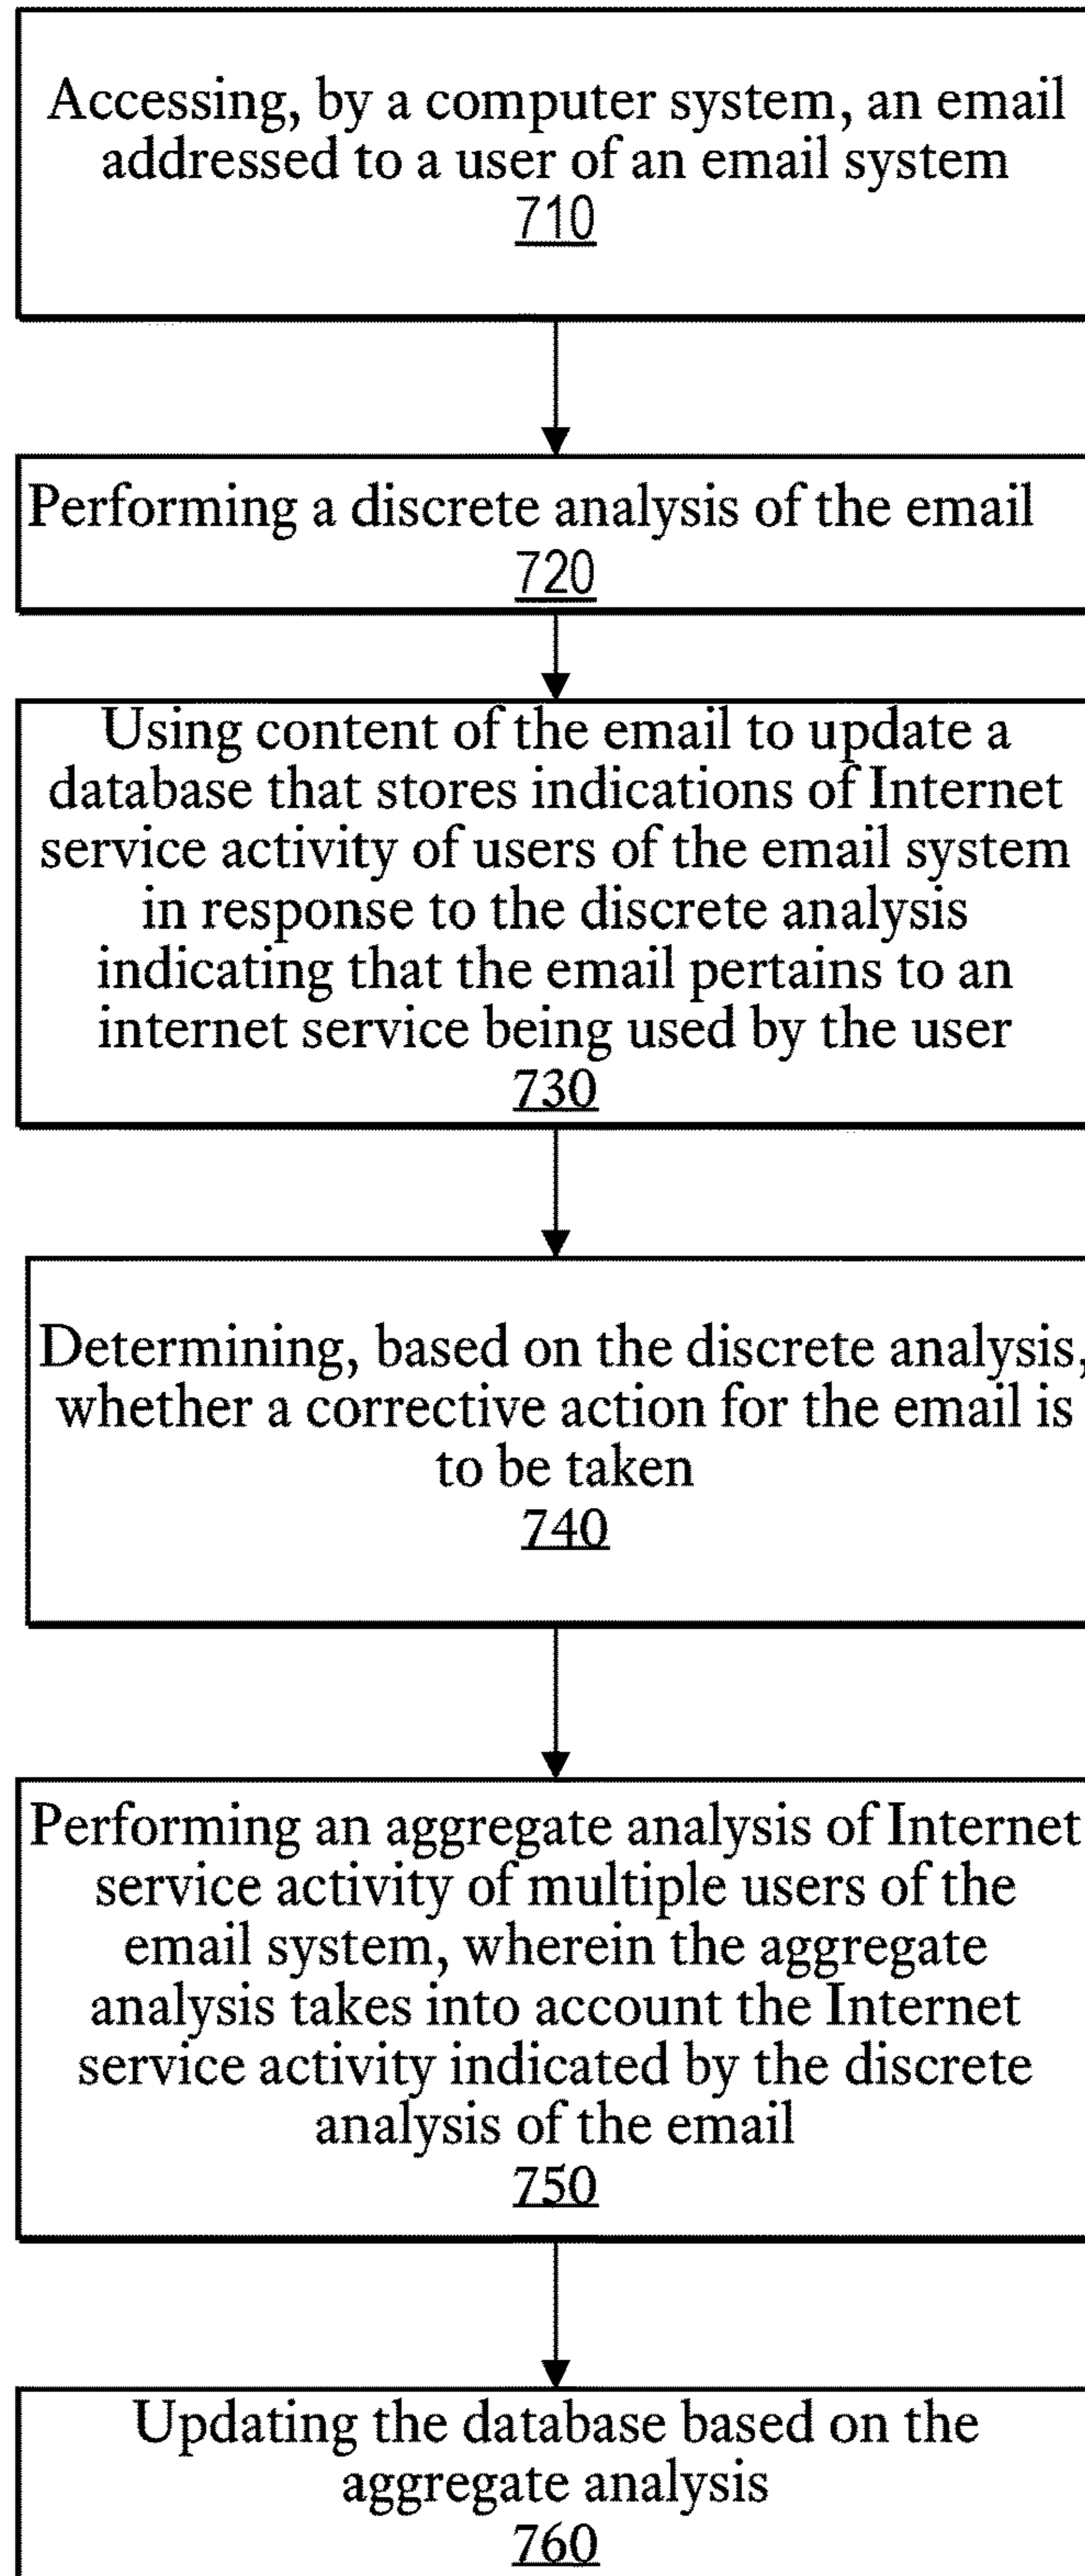 Accessing, by a computer system, an email
addressed to a user of an email system
710
Performing a discrete analysis of the email
720
Using content of the email to update a
database that stores indications of Internet
service activity of users of the email system
in response to the discrete analysis
indicating that the email pertains to an
internet service being used by the user
730
Determining, based on the discrete analysis,
whether a corrective action for the email is
to be taken
740
Performing an aggregate analysis of Internet
service activity of multiple users of the
email system, wherein the aggregate
analysis takes into account the Internet
service activity indicated by the discrete
analysis of the email
750
Updating the database based on the
aggregate analysis
760